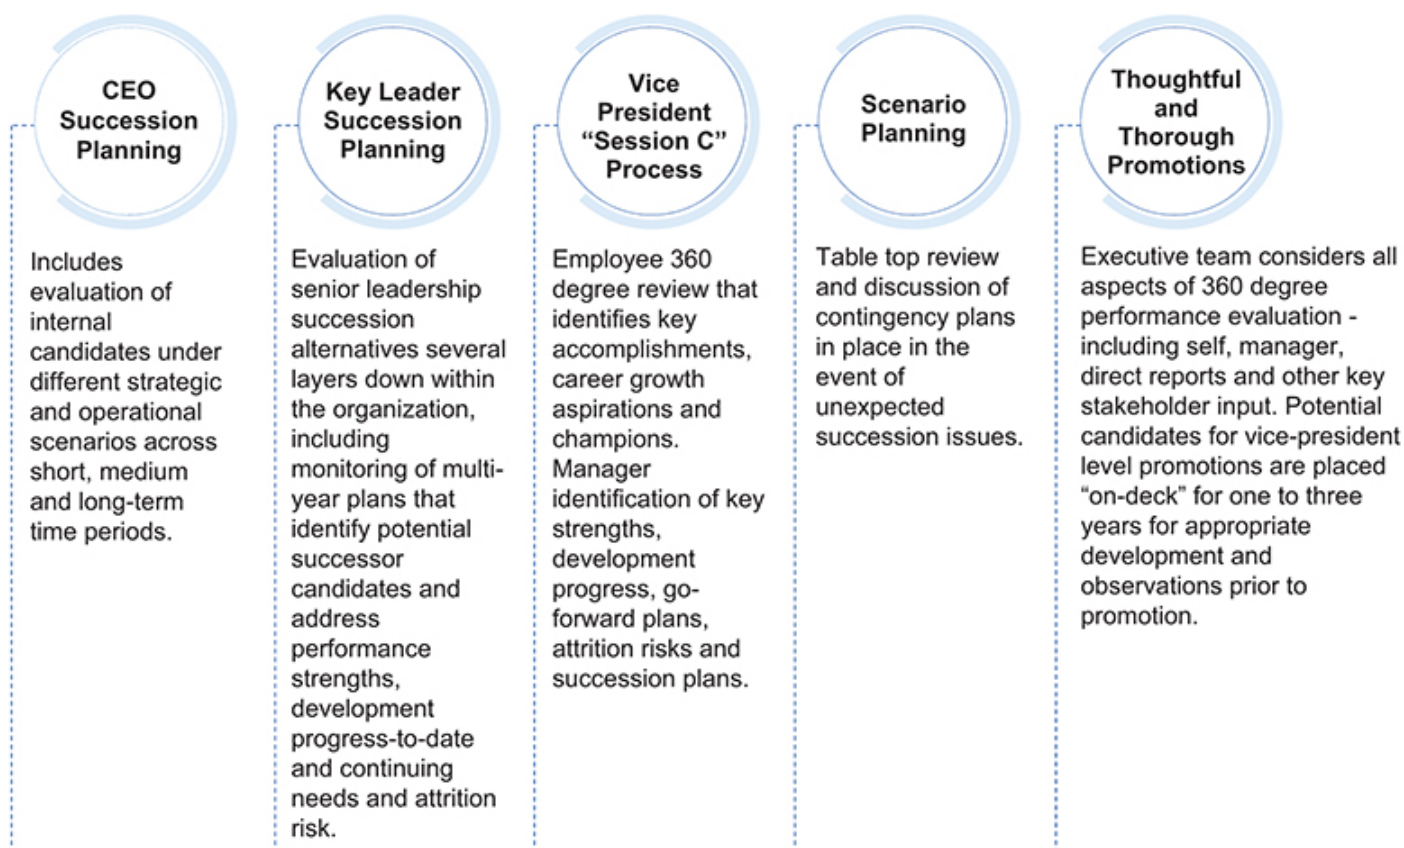 CEO
Succession
Planning
Includes
evaluation of
internal
candidates under
different strategic
and operational
scenarios across
short, medium
and long-term
time periods.
Key Leader
Succession
Planning
Evaluation of
senior leadership
succession
alternatives several
layers down within
the organization,
including
monitoring of multi-
year plans that
identify potential
successor
candidates and
address
performance
strengths,
development
progress-to-date
and continuing
needs and attrition
risk.
Vice
President
“Session C”
Process
Employee 360
degree review that
identifies key
accomplishments,
career growth
aspirations and
champions.
Manager
identification of key
strengths,
development
progress, go-
forward plans,
attrition risks and
succession plans.
Scenario
Planning
Table top review
and discussion of
contingency plans
in place in the
event of
unexpected
succession issues.
Thoughtful
and
Thorough
Promotions
Executive team considers all
aspects of 360 degree
performance evaluation -
including self, manager,
direct reports and other key
stakeholder input. Potential
candidates for vice-president
level promotions are placed
“on-deck” for one to three
years for appropriate
development and
observations prior to
promotion.